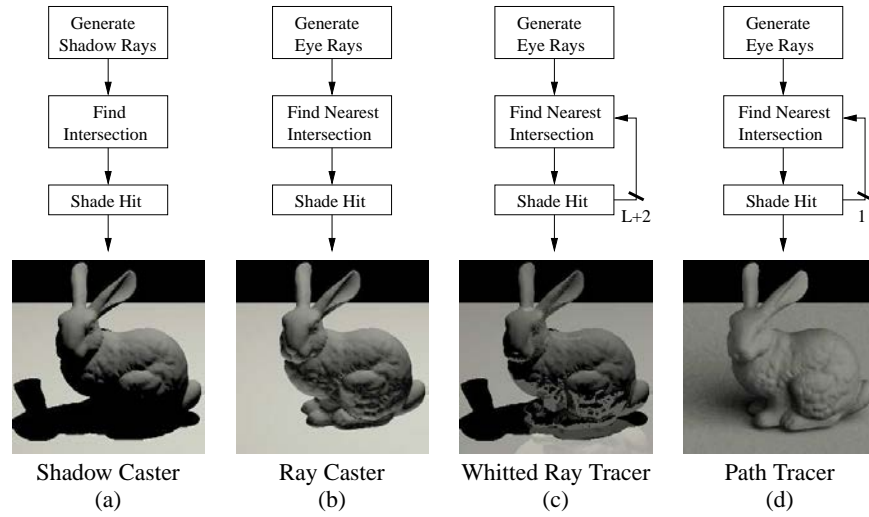 Generate
Shadow Rays
Find
Intersection
Shade Hit
Shadow Caster
(a)
Generate
Eye Rays
Find Nearest
Intersection
Shade Hit
Ray Caster
(b)
Generate
Eye Rays
Find Nearest
Intersection
Shade Hit
L+2
Whitted Ray Tracer
(c)
Generate
Eye Rays
Find Nearest
Intersection
Shade Hit
1
Path Tracer
(d)